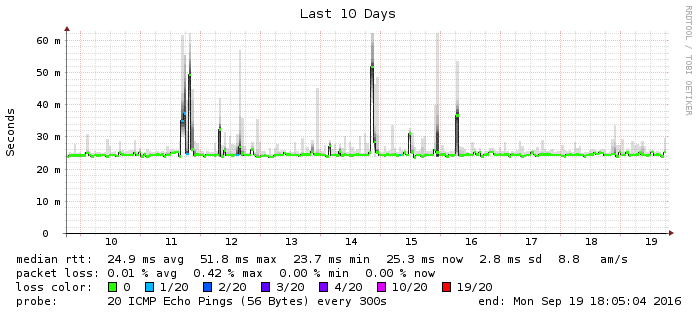 Last 10 Days
RRDTOOL / TOBI OETIKER
Seconds
60 m
50 m
40 m
30 m
20 m
10 m
0
10 11 12 13 14 15 16 17 18 19
median rtt: 24.9 ms avg 51.8 ms max 23.7 ms min 25.3 ms now 2.8 ms sd 8.8 am/s
packet loss: 0.01 % avg 0.42 % max 0.00 % min 0.00 % now
loss color: 0 1/20 2/20 3/20 4/20 10/20 19/20
probe: 20 ICMP Echo Pings (56 Bytes) every 300s end: Mon Sep 19 18:05:04 2016